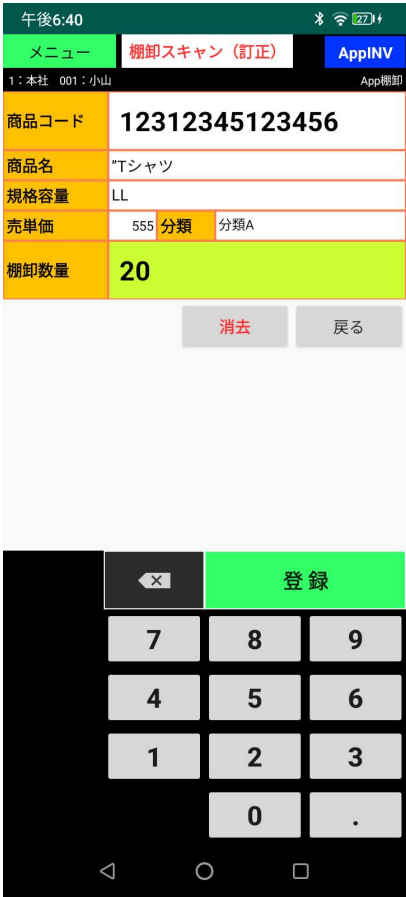 午後6:40 27
メニュー 棚卸スキャン（訂正） AppINV
1：本社 001：小山 App棚卸
商品コード 12312345123456
商品名 ”Tシャツ
規格容量 LL
売単価 555 分類 分類A
棚卸数量 20
消去 戻る
登 録
7 8 9
4 5 6
1 2 3
0 .